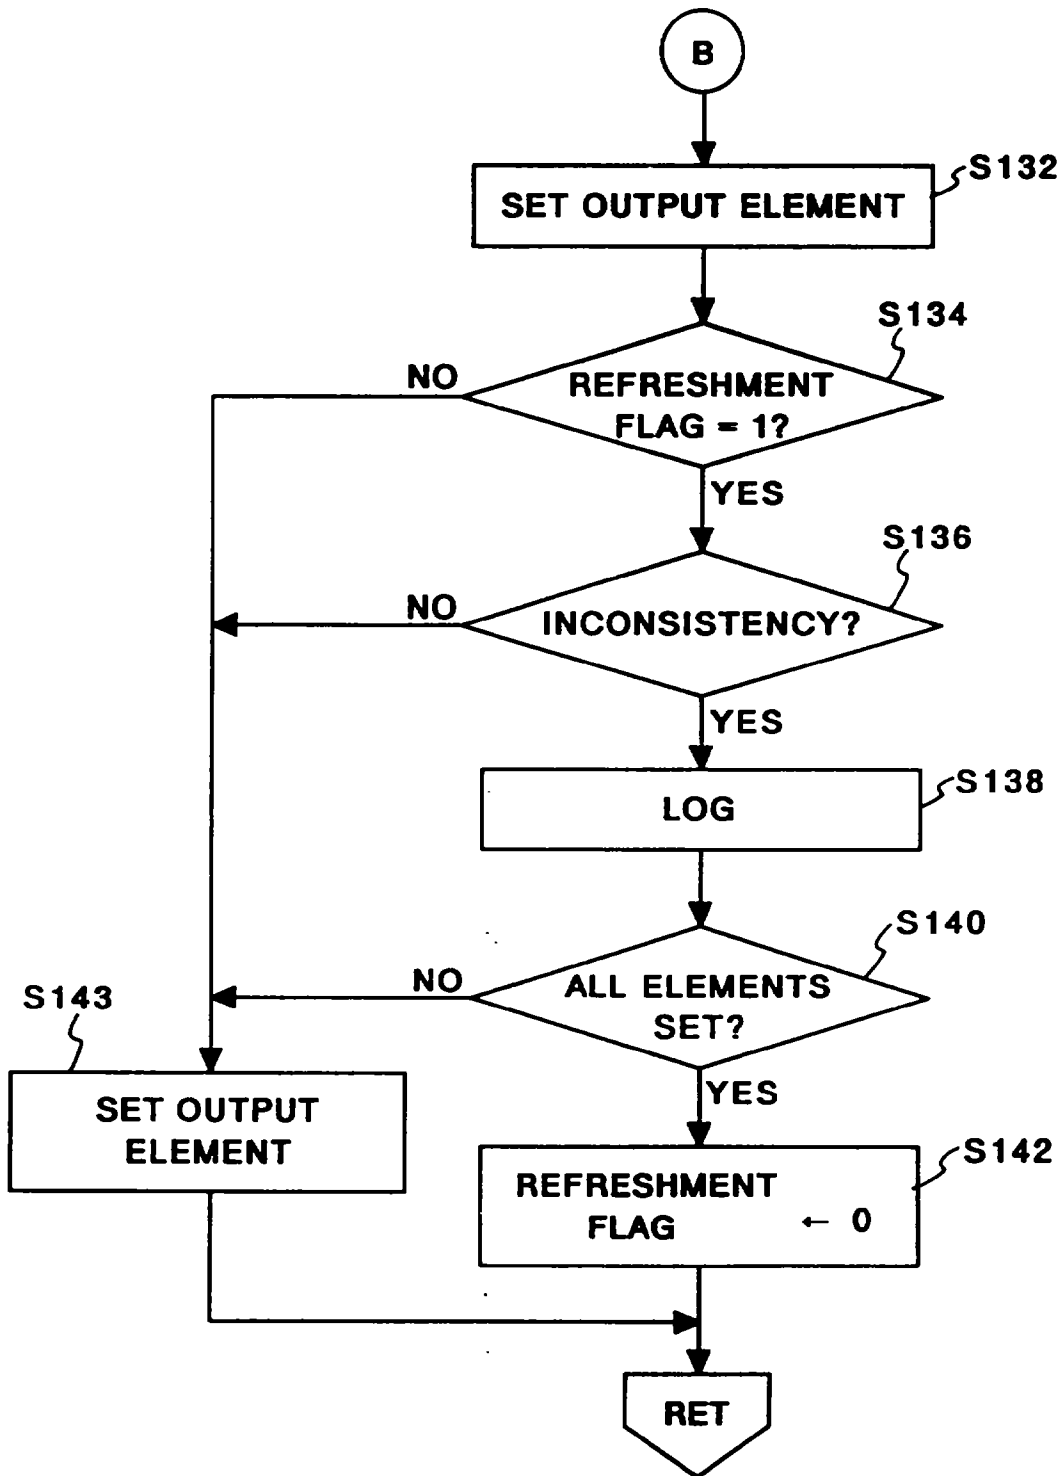 B
S132
SET OUTPUT ELEMENT
S134
NO
REFRESHMENT
FLAG = 1?
YES
S136
NO
INCONSISTENCY?
YES
S138
LOG
S140
NO
ALL ELEMENTS
SET?
S143
YES
SET OUTPUT
ELEMENT
S142
REFRESHMENT
FLAG ← 0
RET